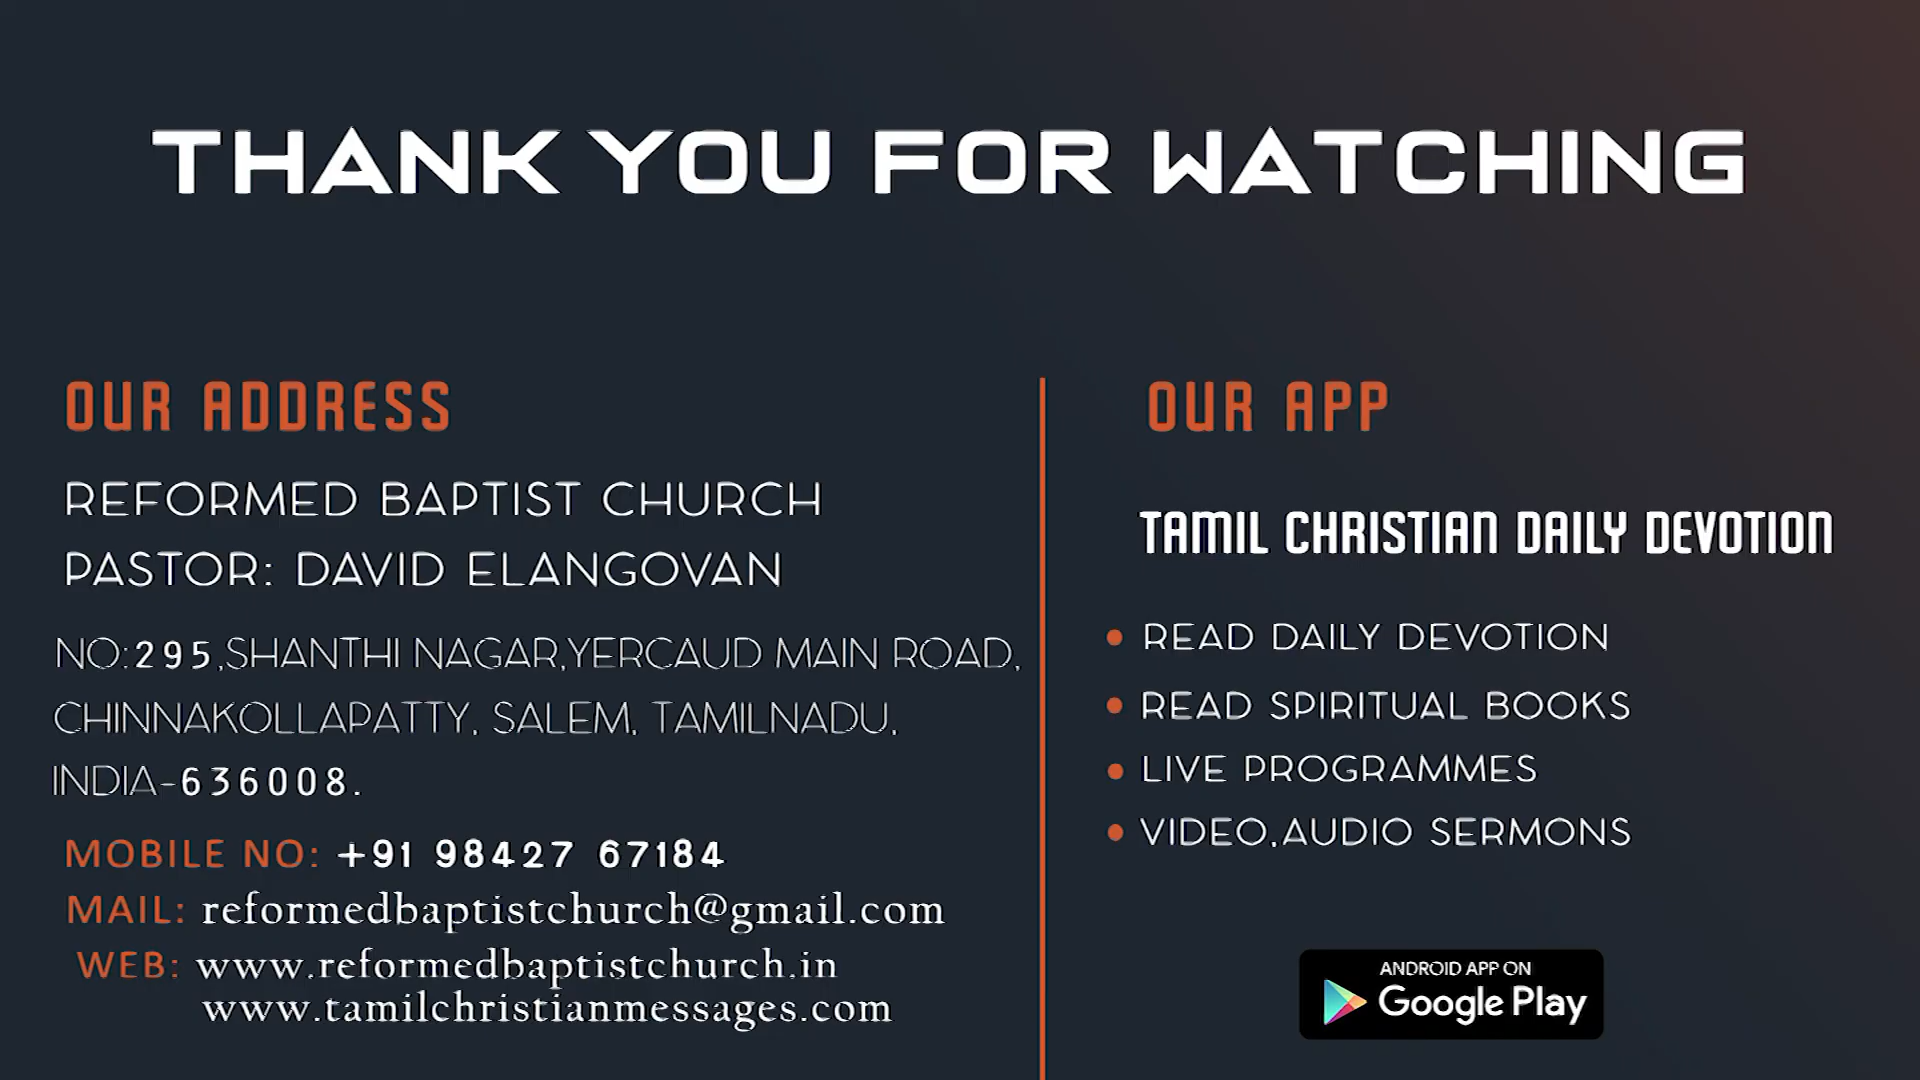 THANK YOU FOR WATCHING
OUR ADDRESS
REFORMED BAPTIST CHURCH
PASTOR: DAVID ELANGOVAN
NO:295,SHANTHI NAGAR,YERCAUD MAIN ROAD,
CHINNAKOLLAPATTY, SALEM, TAMILNADU,
INDIA-636008.
MOBILE NO: +91 98427 67184
MAIL: reformedbaptistchurch@gmail.com
WEB: www.reformedbaptistchurch.in
www.tamilchristianmessages.com
OUR APP
TAMIL CHRISTIAN DAILY DEVOTION
• READ DAILY DEVOTION
• READ SPIRITUAL BOOKS
• LIVE PROGRAMMES
• VIDEO,AUDIO SERMONS
ANDROID APP ON
Google Play